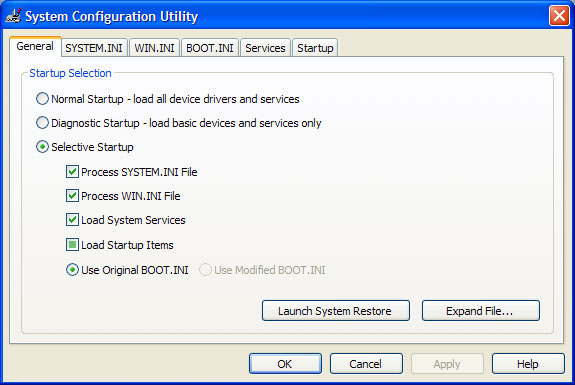 System Configuration Utility
General SYSTEM.INI WIN.INI BOOT.INI Services Startup
Startup Selection
Normal Startup - load all device drivers and services
Diagnostic Startup - load basic devices and services only
Selective Startup
Process SYSTEM.INI File
Process WIN.INI File
Load System Services
Load Startup Items
Use Original BOOT.INI Use Modified BOOT.INI
Launch System Restore Expand File...
OK Cancel Apply Help